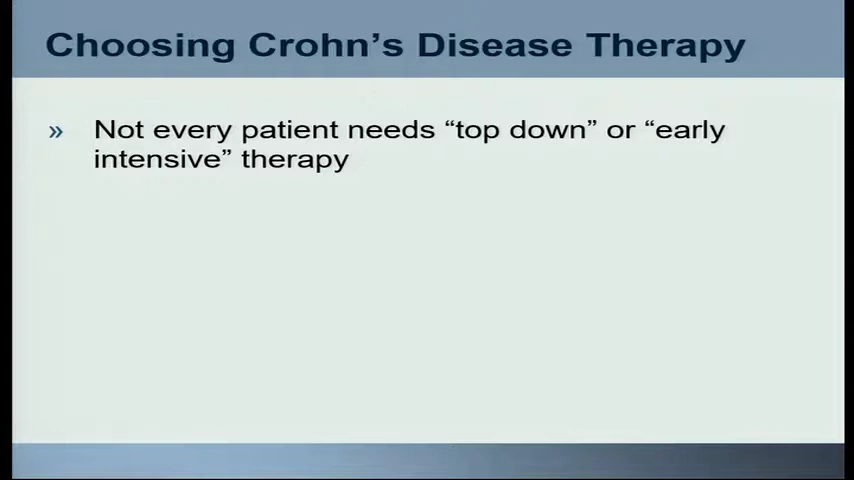 Choosing Crohn’s Disease Therapy
» Not every patient needs “top down” or “early
intensive” therapy